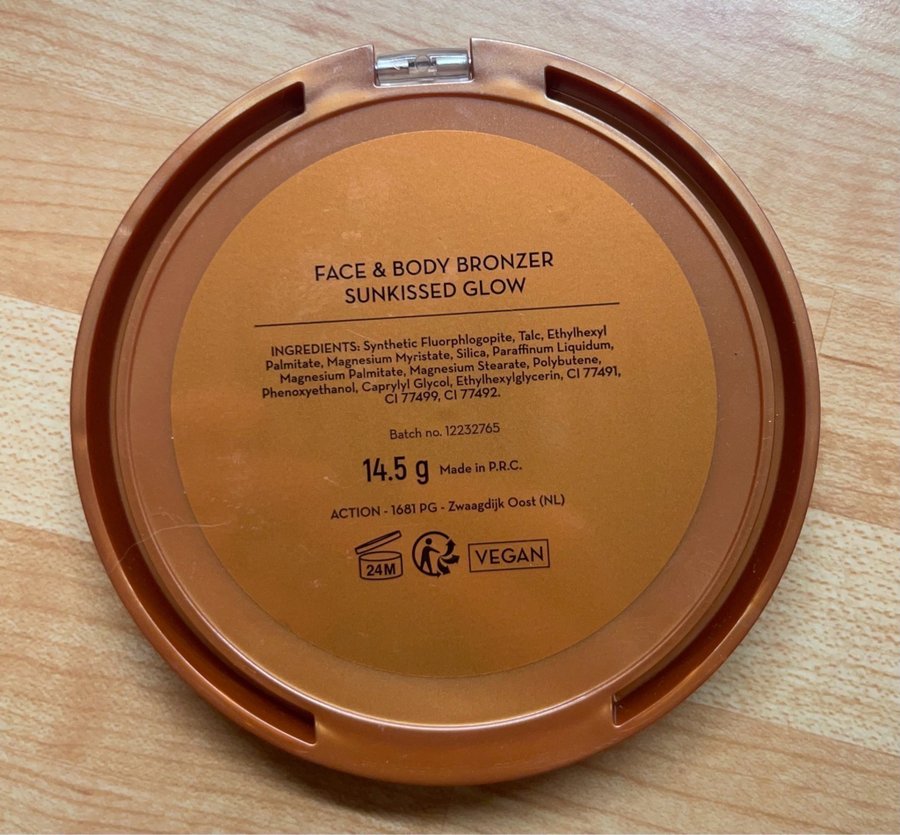 FACE & BODY BRONZER
SUNKISSED GLOW
INGREDIENTS: Synthetic Fluorphlogopite, Talc, Ethylhexyl
Palmitate, Magnesium Myristate, Silica, Paraffinum Liquidum,
Magnesium Palmitate, Magnesium Stearate, Polybutene,
Phenoxyethanol, Caprylyl Glycol, Ethylhexylglycerin, CI 77491,
CI 77499, CI 77492.
Batch no. 12232765
14.5 g Made in P.R.C.
ACTION - 1681 PG - Zwaagdijk Oost (NL)
24M VEGAN